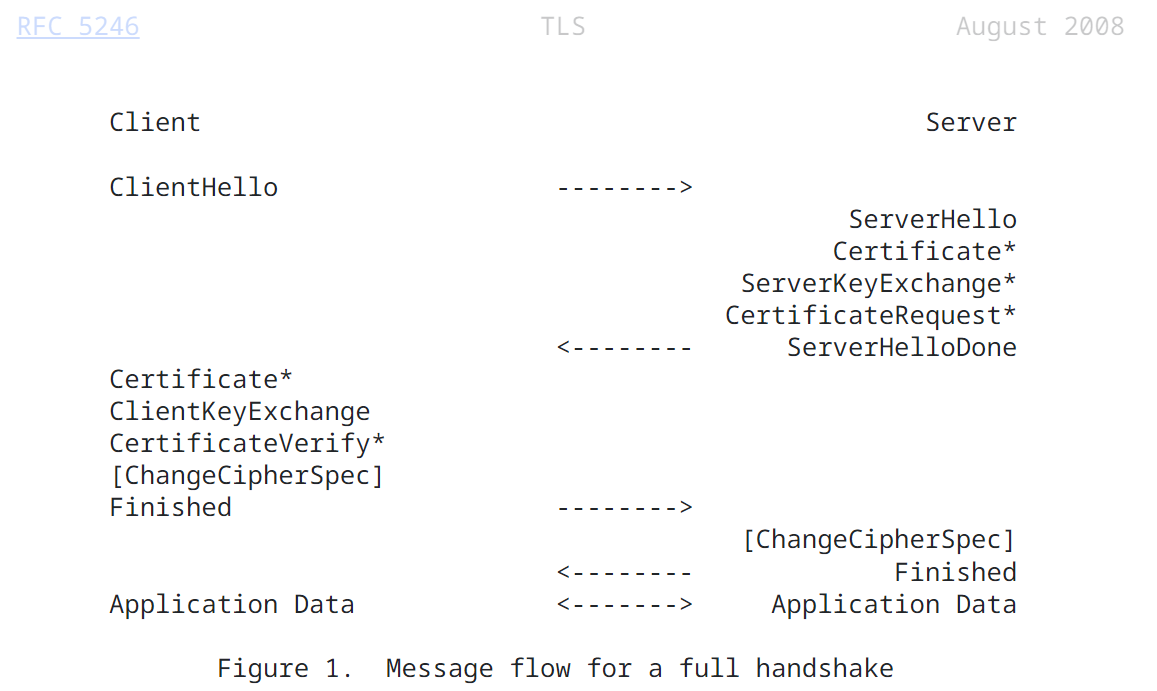 RFC 5246 TLS August 2008
Client Server
ClientHello -------->
ServerHello
Certificate*
ServerKeyExchange*
CertificateRequest*
<-------- ServerHelloDone
Certificate*
ClientKeyExchange
CertificateVerify*
[ChangeCipherSpec]
Finished -------->
[ChangeCipherSpec]
<-------- Finished
Application Data <-------> Application Data
Figure 1. Message flow for a full handshake